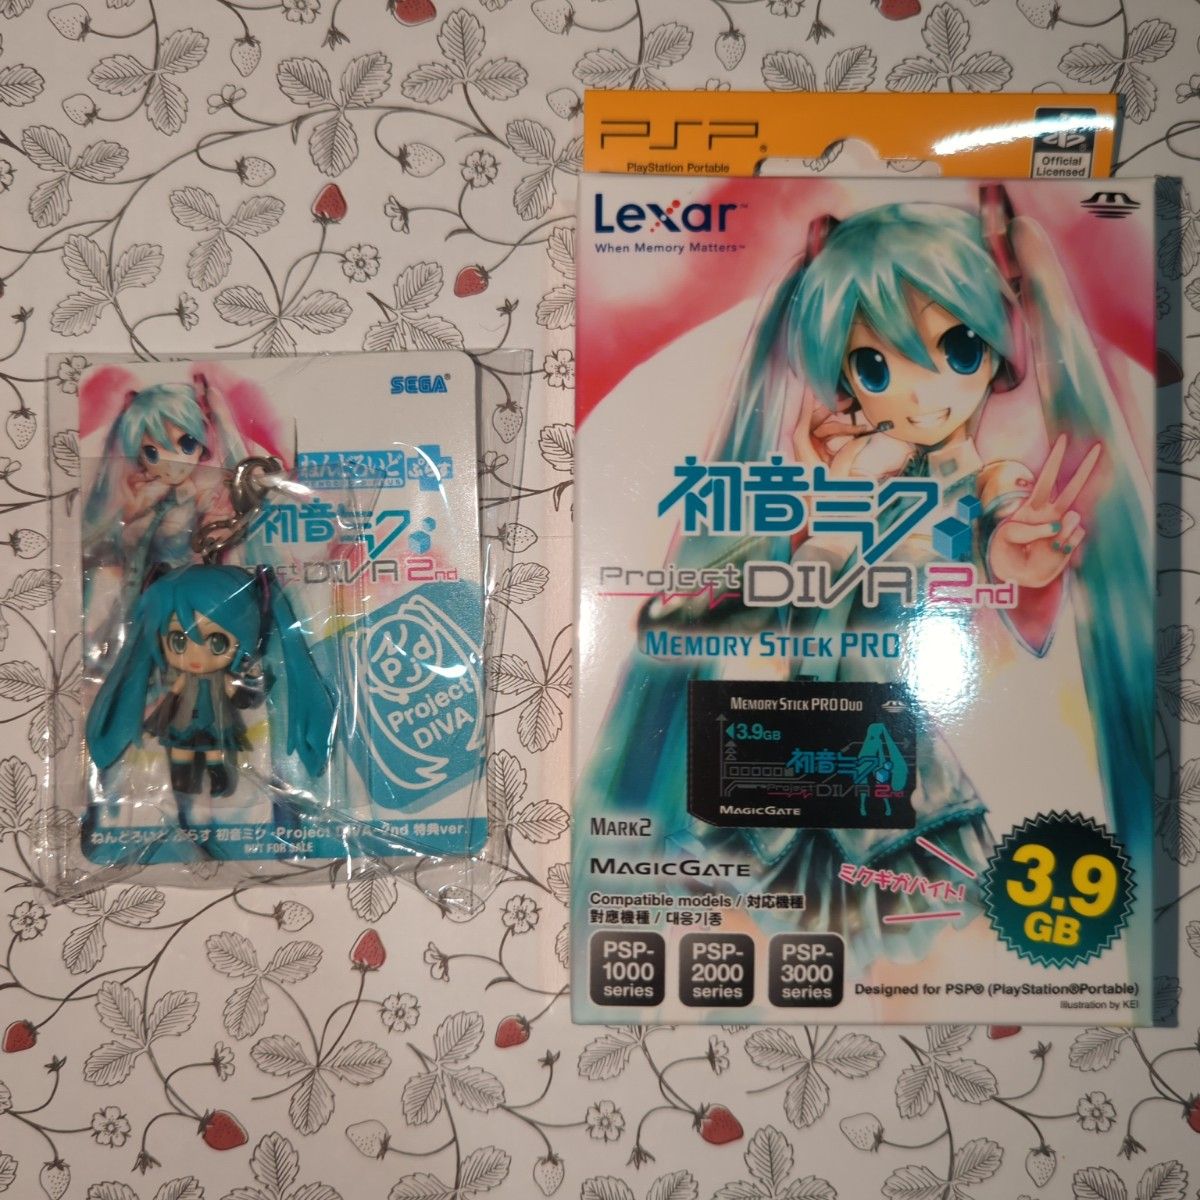 SEGA®
ねんどろいど ぷらす
NENDOROID PLUS
初音ミク
Project DIVA 2nd
Pjd
Project
DIVA
ねんどろいど ぷらす 初音ミク -Project DIVA- 2nd 特典ver.
NOT FOR SALE
PSP®
PlayStation Portable
Official
Licensed
Lexar™
When Memory Matters™
初音ミク
Project DIVA 2nd
MEMORY STICK PRO
MEMORY STICK PRO DUO
3.9GB
初音ミク
Project DIVA 2nd
MAGICGATE
MARK2
MAGICGATE
ミクギガバイト!
3.9
GB
Compatible models / 対応機種
對應機種 / 대응기종
PSP-
1000
series
PSP-
2000
series
PSP-
3000
series
Designed for PSP® (PlayStation®Portable)
Illustration by KEI